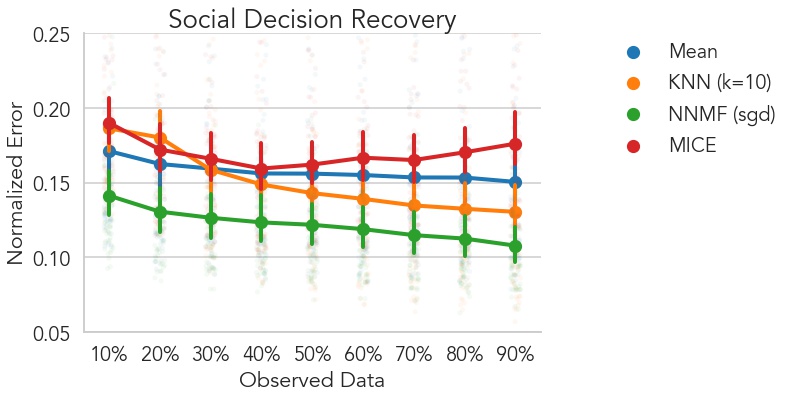 Social Decision Recovery
Normalized Error
0.25
0.20
0.15
0.10
0.05
10% 20% 30% 40% 50% 60% 70% 80% 90%
Observed Data
Mean
KNN (k=10)
NNMF (sgd)
MICE